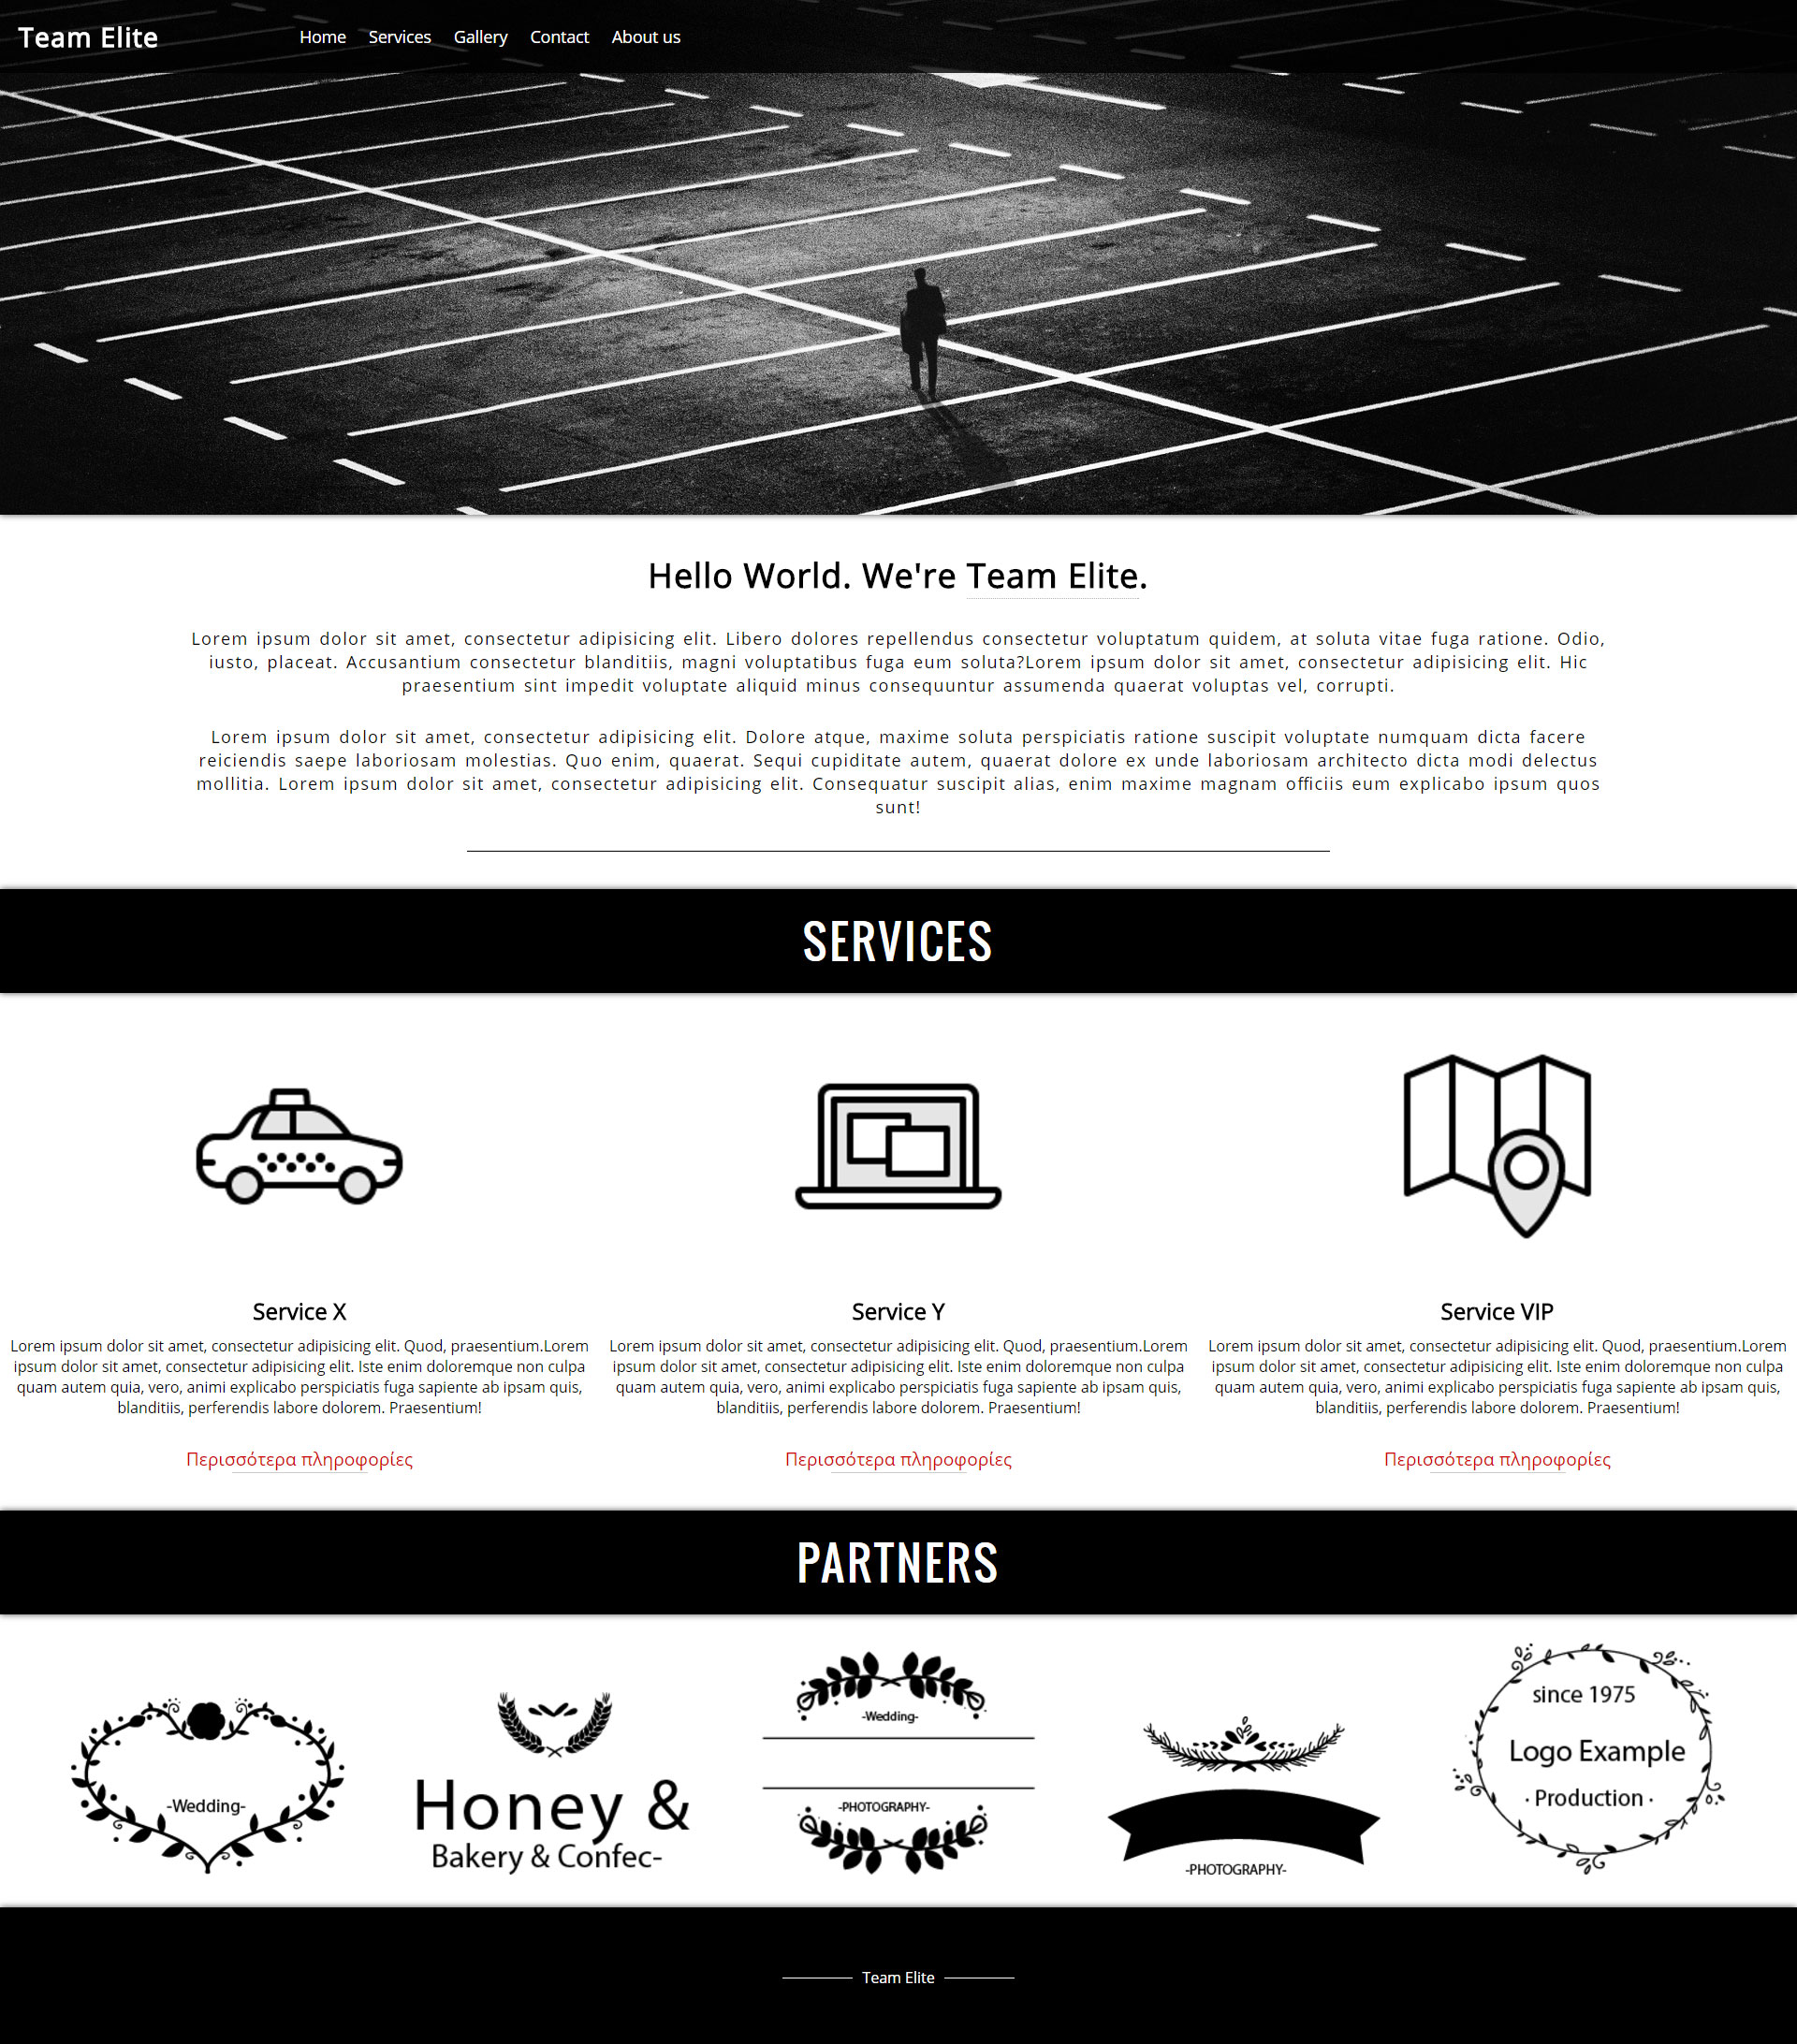 Team Elite
Home Services Gallery Contact About us
Hello World. We're Team Elite.
Lorem ipsum dolor sit amet, consectetur adipisicing elit. Libero dolores repellendus consectetur voluptatum quidem, at soluta vitae fuga ratione. Odio,
iusto, placeat. Accusantium consectetur blanditiis, magni voluptatibus fuga eum soluta?Lorem ipsum dolor sit amet, consectetur adipisicing elit. Hic
praesentium sint impedit voluptate aliquid minus consequuntur assumenda quaerat voluptas vel, corrupti.
Lorem ipsum dolor sit amet, consectetur adipisicing elit. Dolore atque, maxime soluta perspiciatis ratione suscipit voluptate numquam dicta facere
reiciendis saepe laboriosam molestias. Quo enim, quaerat. Sequi cupiditate autem, quaerat dolore ex unde laboriosam architecto dicta modi delectus
mollitia. Lorem ipsum dolor sit amet, consectetur adipisicing elit. Consequatur suscipit alias, enim maxime magnam officiis eum explicabo ipsum quos
sunt!
SERVICES
Service X
Lorem ipsum dolor sit amet, consectetur adipisicing elit. Quod, praesentium.Lorem
ipsum dolor sit amet, consectetur adipisicing elit. Iste enim doloremque non culpa
quam autem quia, vero, animi explicabo perspiciatis fuga sapiente ab ipsam quis,
blanditiis, perferendis labore dolorem. Praesentium!
Περισσότερα πληροφορίες
Service Y
Lorem ipsum dolor sit amet, consectetur adipisicing elit. Quod, praesentium.Lorem
ipsum dolor sit amet, consectetur adipisicing elit. Iste enim doloremque non culpa
quam autem quia, vero, animi explicabo perspiciatis fuga sapiente ab ipsam quis,
blanditiis, perferendis labore dolorem. Praesentium!
Περισσότερα πληροφορίες
Service VIP
Lorem ipsum dolor sit amet, consectetur adipisicing elit. Quod, praesentium.Lorem
ipsum dolor sit amet, consectetur adipisicing elit. Iste enim doloremque non culpa
quam autem quia, vero, animi explicabo perspiciatis fuga sapiente ab ipsam quis,
blanditiis, perferendis labore dolorem. Praesentium!
Περισσότερα πληροφορίες
PARTNERS
-Wedding-
Honey &
Bakery & Confec-
-Wedding-
-PHOTOGRAPHY-
-PHOTOGRAPHY-
since 1975
Logo Example
· Production ·
Team Elite